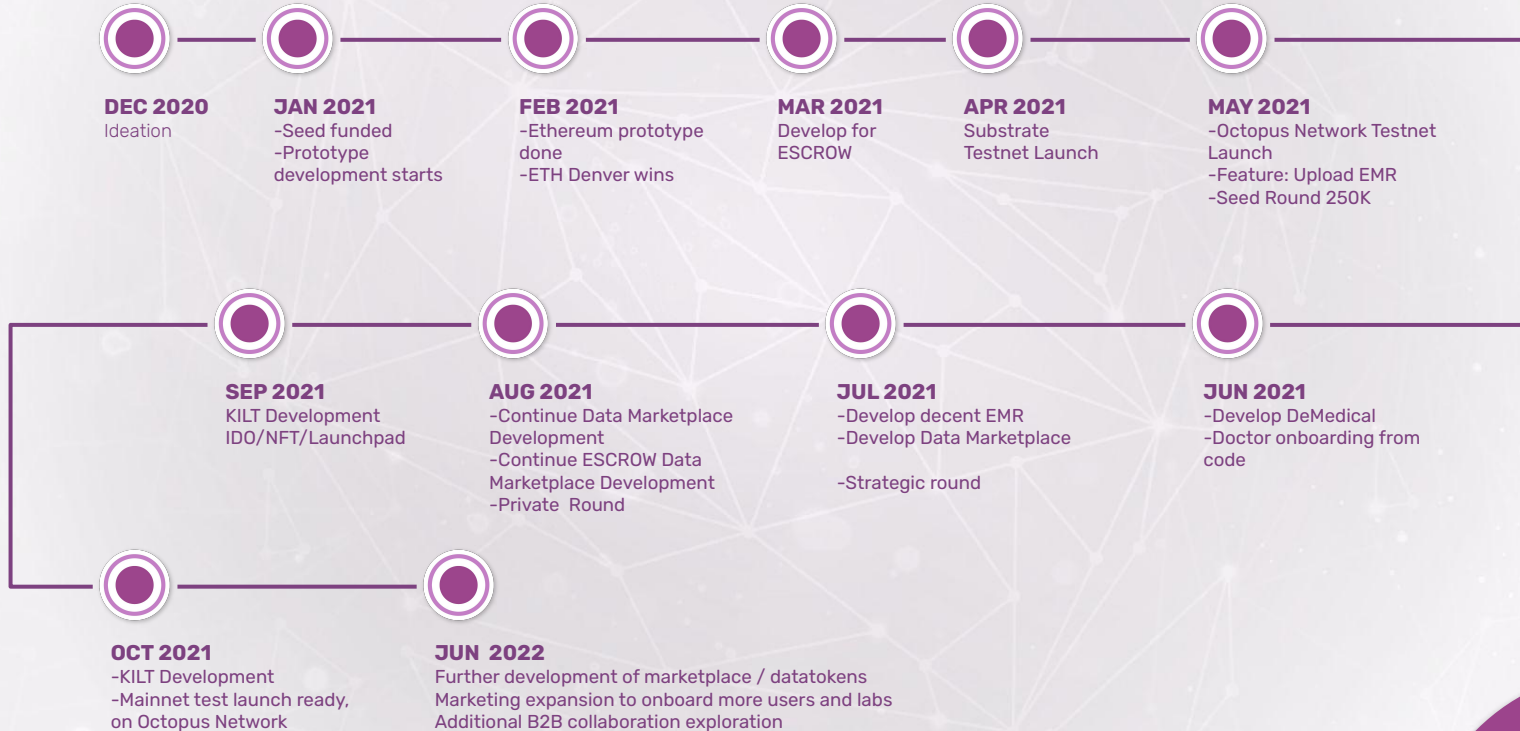 DEC 2020
Ideation
JAN 2021
-Seed funded
-Prototype
development starts
FEB 2021
-Ethereum prototype
done
-ETH Denver wins
MAR 2021
Develop for
ESCROW
APR 2021
Substrate
Testnet Launch
MAY 2021
-Octopus Network Testnet
Launch
-Feature: Upload EMR
-Seed Round 250K
SEP 2021
KILT Development
IDO/NFT/Launchpad
AUG 2021
-Continue Data Marketplace
Development
-Continue ESCROW Data
Marketplace Development
-Private Round
JUL 2021
-Develop decent EMR
-Develop Data Marketplace
-Strategic round
JUN 2021
-Develop DeMedical
-Doctor onboarding from
code
OCT 2021
-KILT Development
-Mainnet test launch ready,
on Octopus Network
JUN 2022
Further development of marketplace / datatokens
Marketing expansion to onboard more users and labs
Additional B2B collaboration exploration